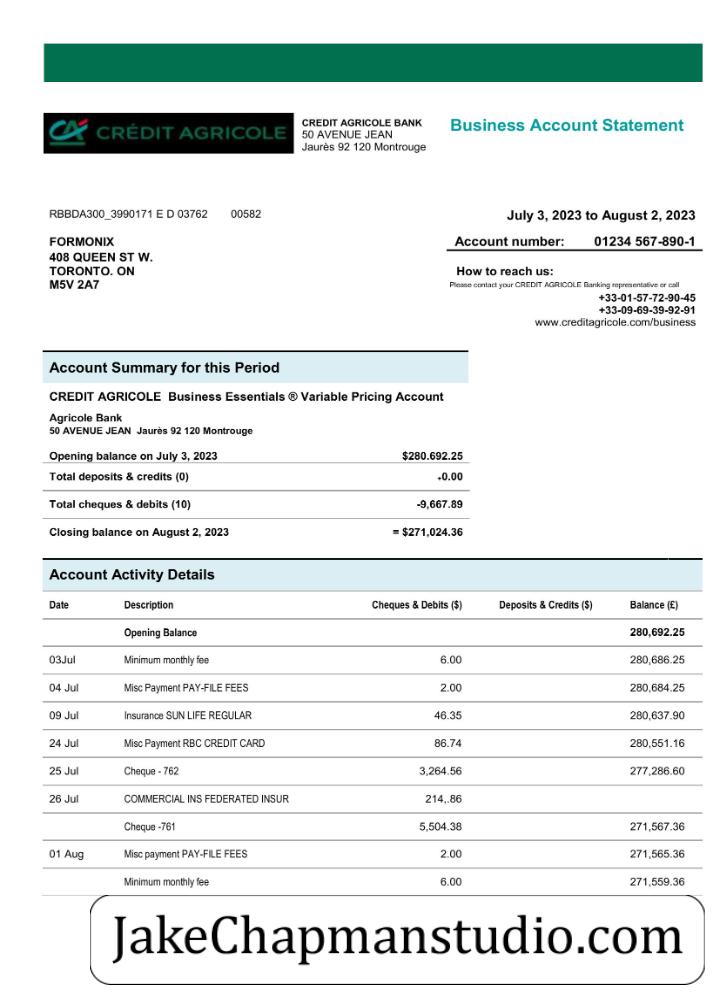 CRÉDIT AGRICOLE
CREDIT AGRICOLE BANK
50 AVENUE JEAN
Jaurès 92 120 Montrouge
Business Account Statement
RBBDA300_3990171 E D 03762 00582
July 3, 2023 to August 2, 2023
FORMONIX
408 QUEEN ST W.
TORONTO. ON
M5V 2A7
Account number: 01234 567-890-1
How to reach us:
Please contact your CREDIT AGRICOLE Banking representative or call
+33-01-57-72-90-45
+33-09-69-39-92-91
www.creditagricole.com/business
Account Summary for this Period
CREDIT AGRICOLE Business Essentials ® Variable Pricing Account
Agricole Bank
50 AVENUE JEAN Jaurès 92 120 Montrouge
Opening balance on July 3, 2023 $280.692.25
Total deposits & credits (0) +0.00
Total cheques & debits (10) -9,667.89
Closing balance on August 2, 2023 = $271,024.36
Account Activity Details
Date Description Cheques & Debits ($) Deposits & Credits ($) Balance (£)
Opening Balance 280,692.25
03Jul Minimum monthly fee 6.00 280,686.25
04 Jul Misc Payment PAY-FILE FEES 2.00 280,684.25
09 Jul Insurance SUN LIFE REGULAR 46.35 280,637.90
24 Jul Misc Payment RBC CREDIT CARD 86.74 280,551.16
25 Jul Cheque - 762 3,264.56 277,286.60
26 Jul COMMERCIAL INS FEDERATED INSUR 214,.86
Cheque -761 5,504.38 271,567.36
01 Aug Misc payment PAY-FILE FEES 2.00 271,565.36
Minimum monthly fee 6.00 271,559.36
JakeChapmanstudio.com